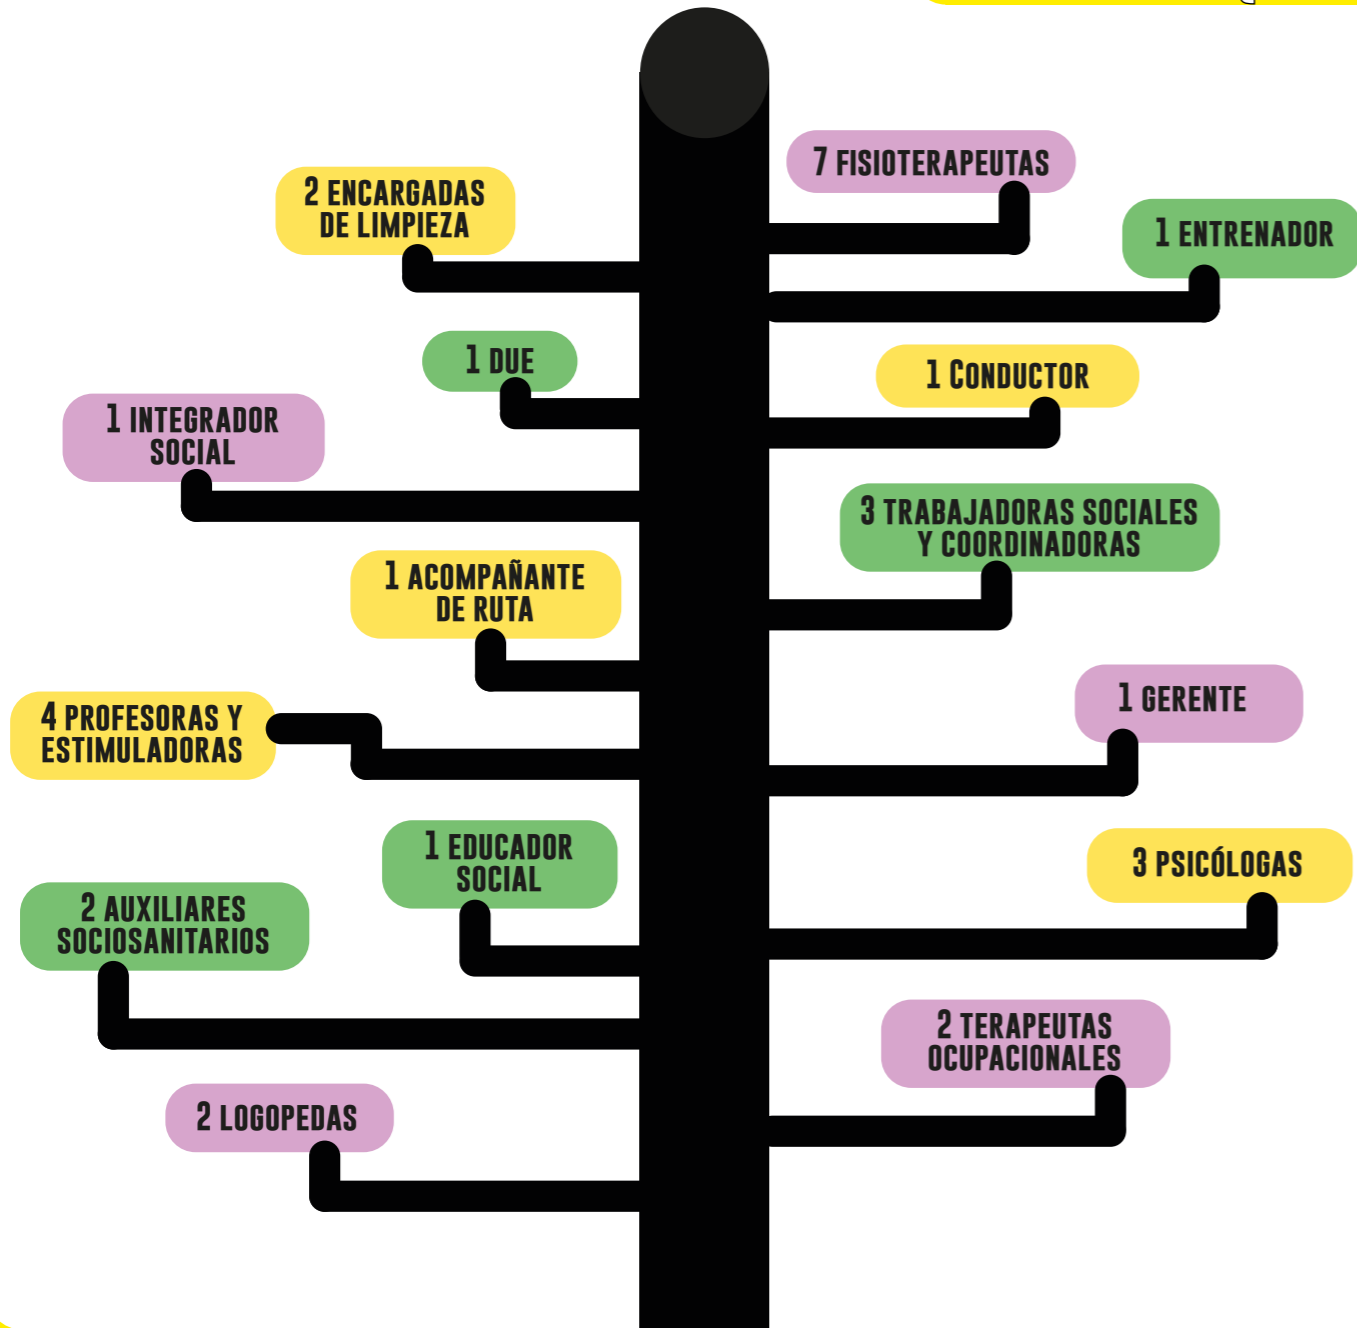 7 FISIOTERAPEUTAS
2 ENCARGADAS
DE LIMPIEZA
1 ENTRENADOR
1 DUE
1 CONDUCTOR
1 INTEGRADOR
SOCIAL
3 TRABAJADORAS SOCIALES
Y COORDINADORAS
1 ACOMPAÑANTE
DE RUTA
1 GERENTE
4 PROFESORAS Y
ESTIMULADORAS
1 EDUCADOR
SOCIAL
3 PSICÓLOGAS
2 AUXILIARES
SOCIOSANITARIOS
2 TERAPEUTAS
OCUPACIONALES
2 LOGOPEDAS